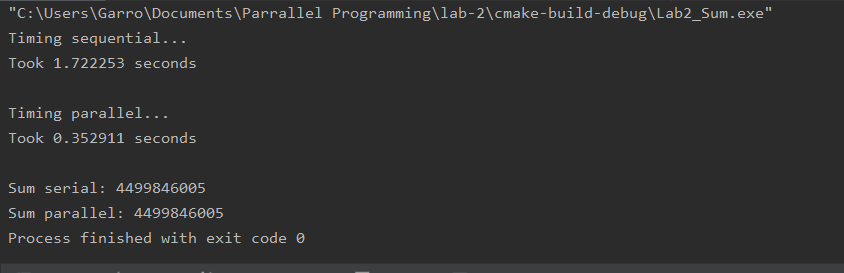 "C:\Users\Garro\Documents\Parrallel Programming\lab-2\cmake-build-debug\Lab2_Sum.exe"
Timing sequential...
Took 1.722253 seconds
Timing parallel...
Took 0.352911 seconds
Sum serial: 4499846005
Sum parallel: 4499846005
Process finished with exit code 0